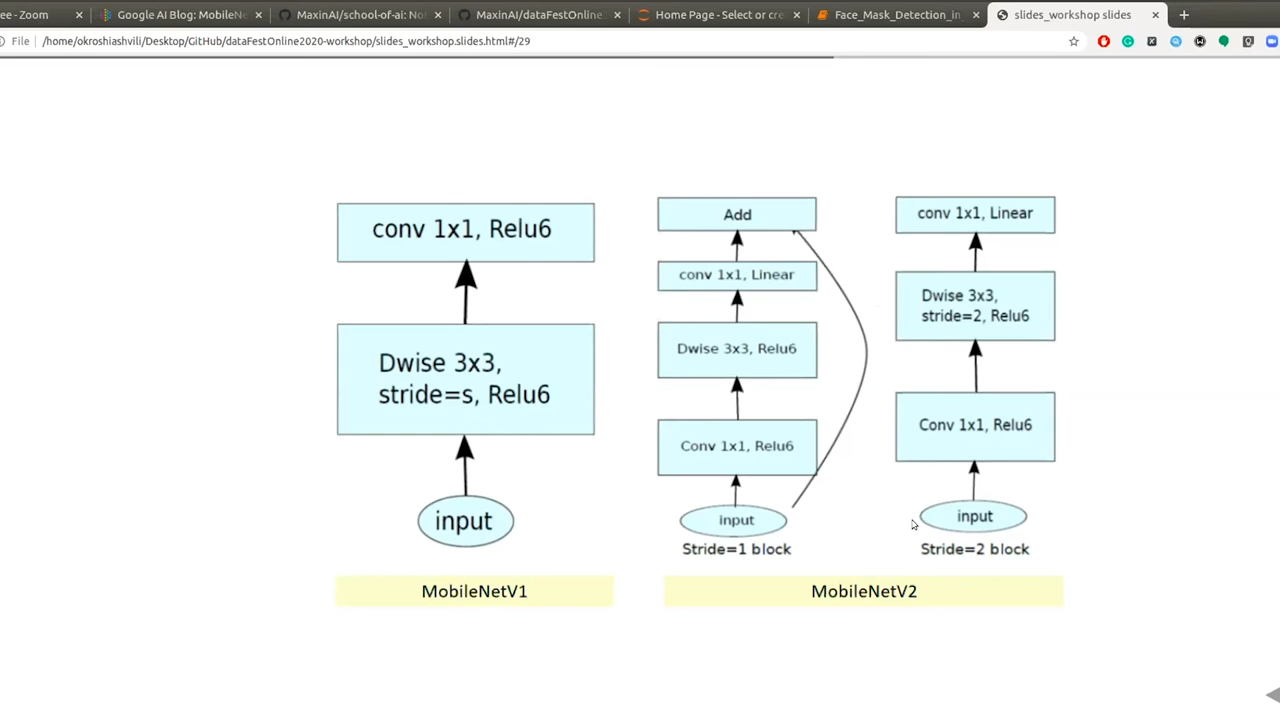 ee - Zoom
Google AI Blog: MobileNe
MaxinAI/school-of-ai: No
MaxinAI/dataFestOnline
Home Page - Select or cre
Face_Mask_Detection_in
slides_workshop slides
File
/home/okroshiashvili/Desktop/GitHub/dataFestOnline2020-workshop/slides_workshop.slides.html#/29
conv 1x1, Relu6
Dwise 3x3,
stride=s, Relu6
input
MobileNetV1
Add
conv 1x1, Linear
Dwise 3x3, Relu6
Conv 1x1, Relu6
input
Stride=1 block
conv 1x1, Linear
Dwise 3x3,
stride=2, Relu6
Conv 1x1, Relu6
input
Stride=2 block
MobileNetV2